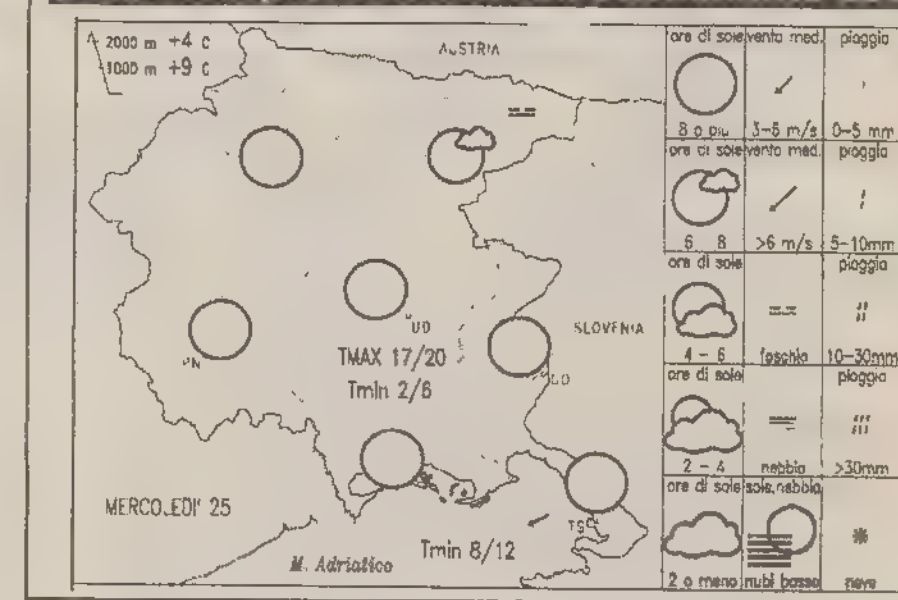 2000 m +4 C
1000 m +9 C
AUSTRIA
SLOVENIA
UD
PN
GO
TMAX 17/20
Tmin 2/6
TS
MERCOLEDI' 25
M. Adriatico
Tmin 8/12
ore di sole vento med. pioggia
8 o piu 3-6 m/s 0-5 mm
ore di sole vento med. pioggia
6 8 >6 m/s 5-10mm
ore di sole pioggia
4 - 6 foschia 10-30mm
ore di sole pioggia
2 - 4 nebbia >30mm
ore di sole sole, nebbia
2 o meno nubi basse neve